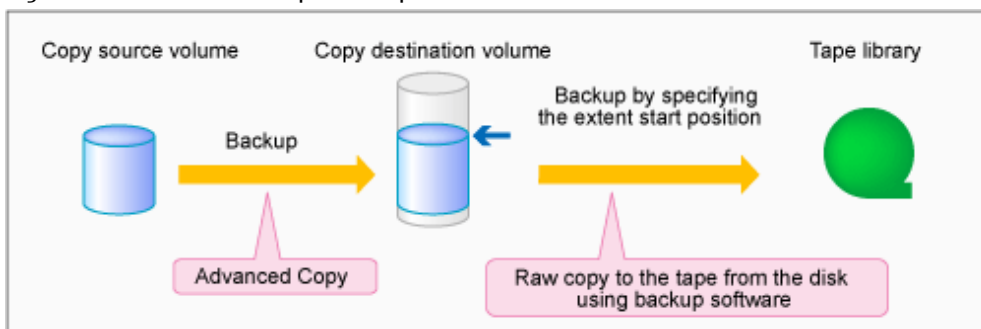 Copy source volume
Copy destination volume
Tape library
Backup
Backup by specifying
the extent start position
Advanced Copy
Raw copy to the tape from the disk
using backup software